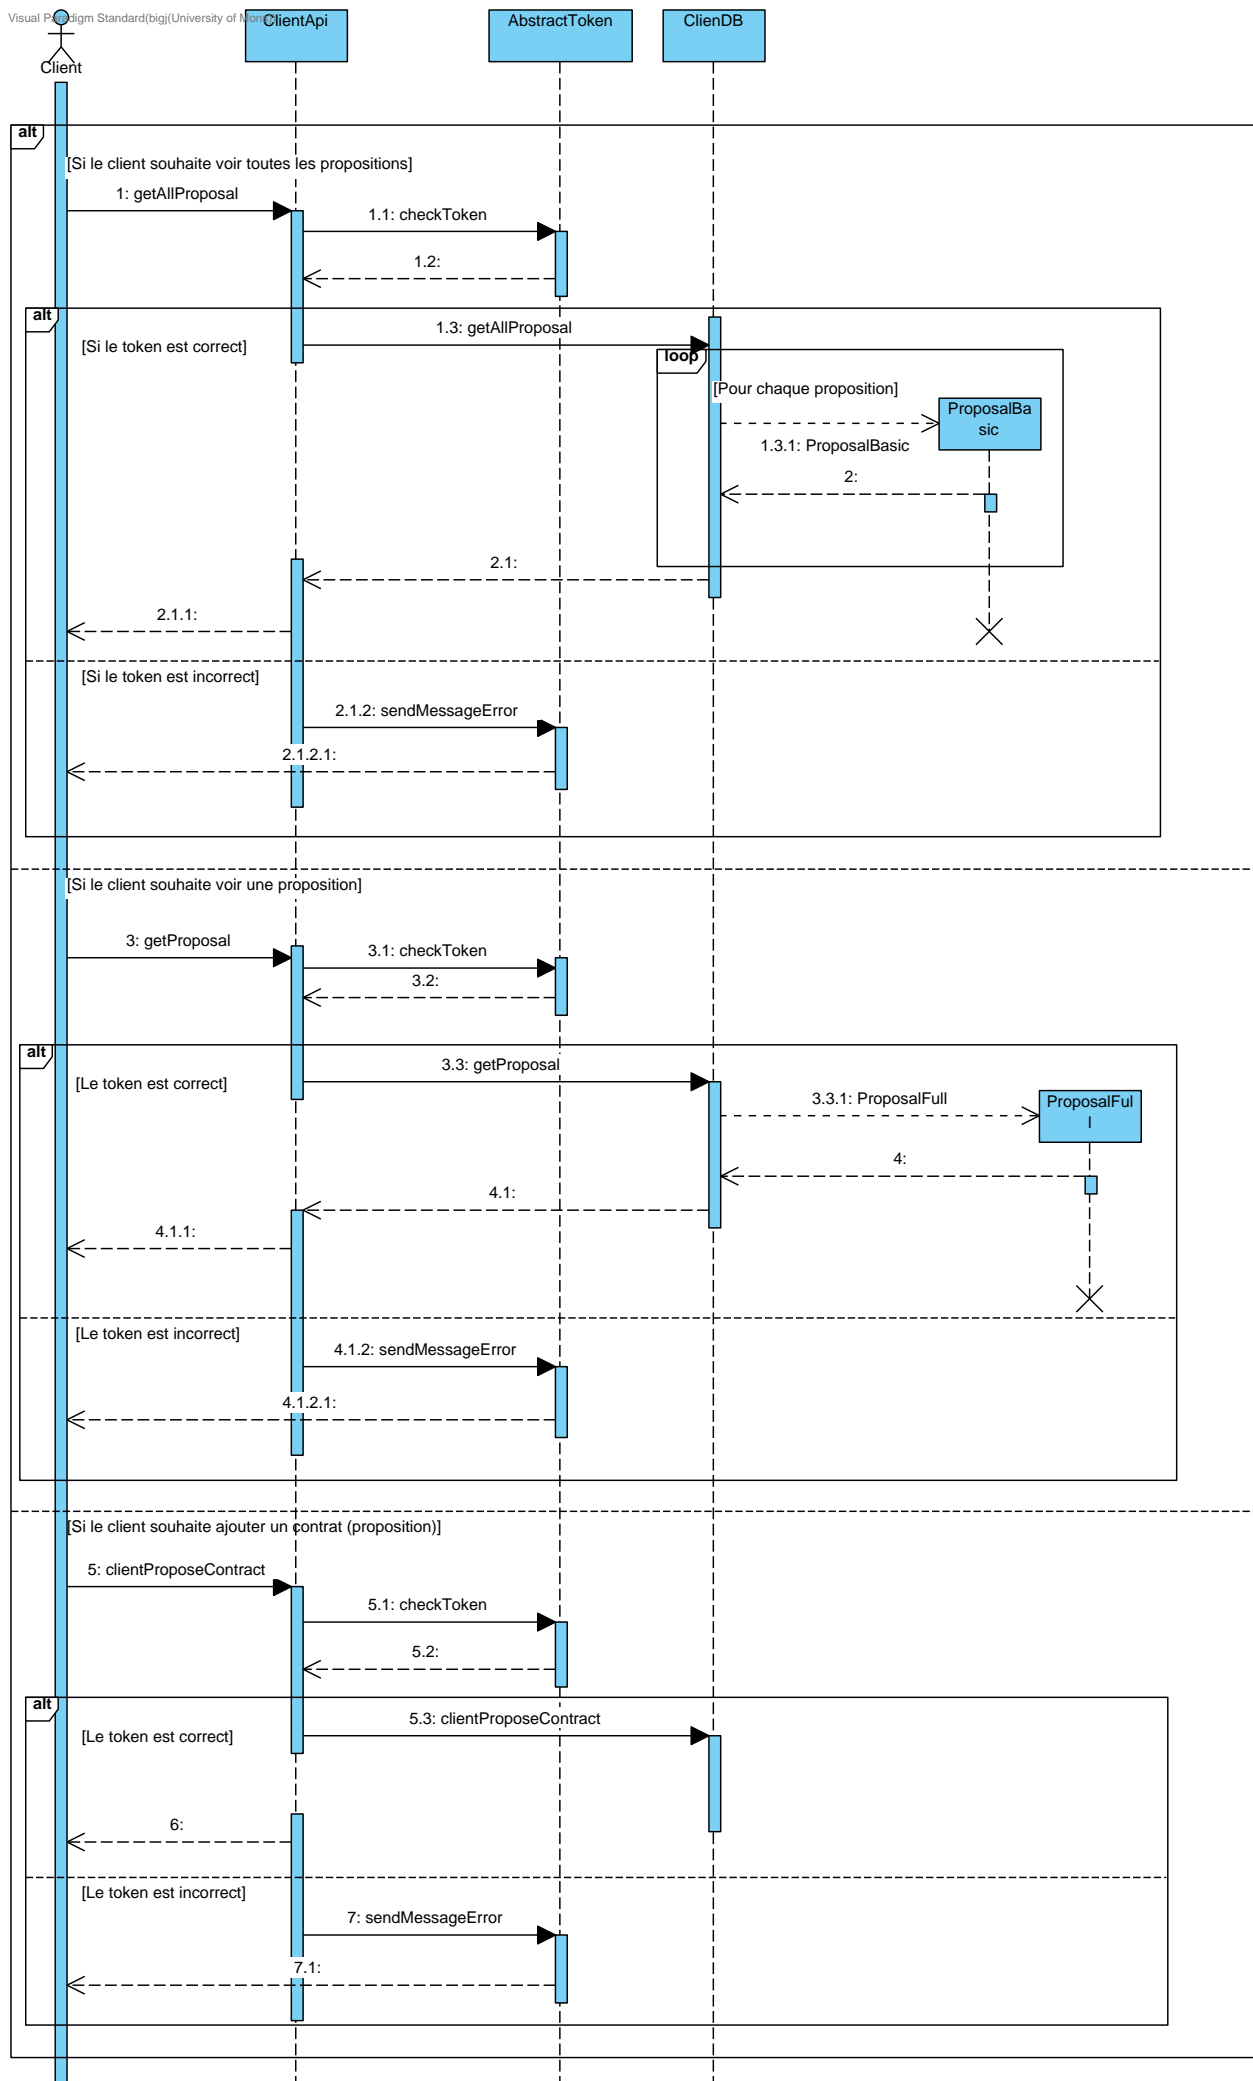 Visual Paradigm Standard(bigj(University of Mons))
Client
ClientApi
AbstractToken
ClienDB
alt
[Si le client souhaite voir toutes les propositions]
1: getAllProposal
1.1: checkToken
1.2:
alt
[Si le token est correct]
1.3: getAllProposal
loop
[Pour chaque proposition]
ProposalBa
sic
1.3.1: ProposalBasic
2:
2.1:
2.1.1:
[Si le token est incorrect]
2.1.2: sendMessageError
2.1.2.1:
[Si le client souhaite voir une proposition]
3: getProposal
3.1: checkToken
3.2:
alt
[Le token est correct]
3.3: getProposal
3.3.1: ProposalFull
ProposalFul
l
4:
4.1:
4.1.1:
[Le token est incorrect]
4.1.2: sendMessageError
4.1.2.1:
[Si le client souhaite ajouter un contrat (proposition)]
5: clientProposeContract
5.1: checkToken
5.2:
alt
[Le token est correct]
5.3: clientProposeContract
6:
[Le token est incorrect]
7: sendMessageError
7.1: